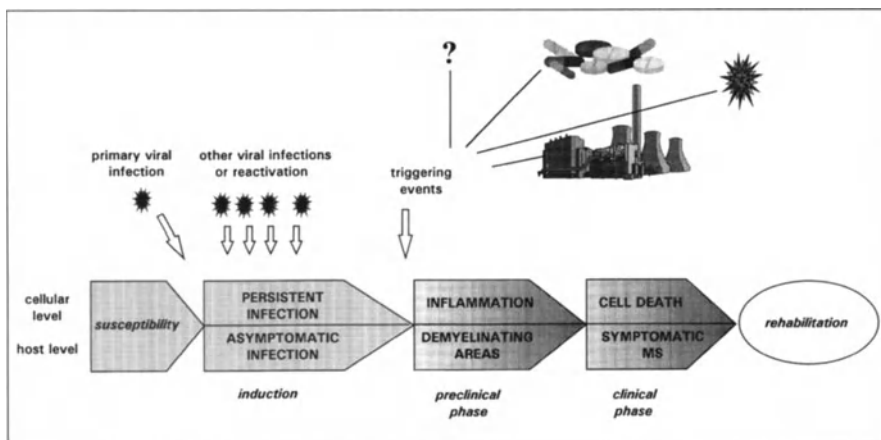 ?
primary viral
infection
other viral infections
or reactivation
triggering
events
cellular
level
host level
susceptibility
PERSISTENT
INFECTION
ASYMPTOMATIC
INFECTION
INFLAMMATION
DEMYELINATING
AREAS
CELL DEATH
SYMPTOMATIC
MS
rehabilitation
induction
preclinical
phase
clinical
phase